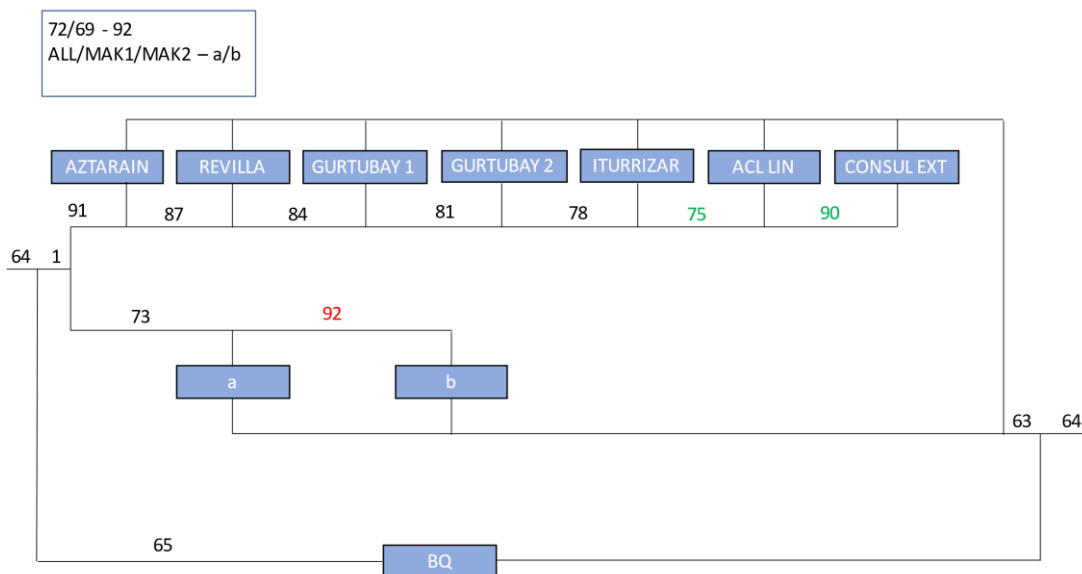 72/69 - 92
ALL/MAK1/MAK2 – a/b
AZTARAIN REVILLA GURTUBAY 1 GURTUBAY 2 ITURRIZAR ACL LIN CONSUL EXT
91 87 84 81 78 75 90
64 1
73 92
a b
63 64
65
BQ